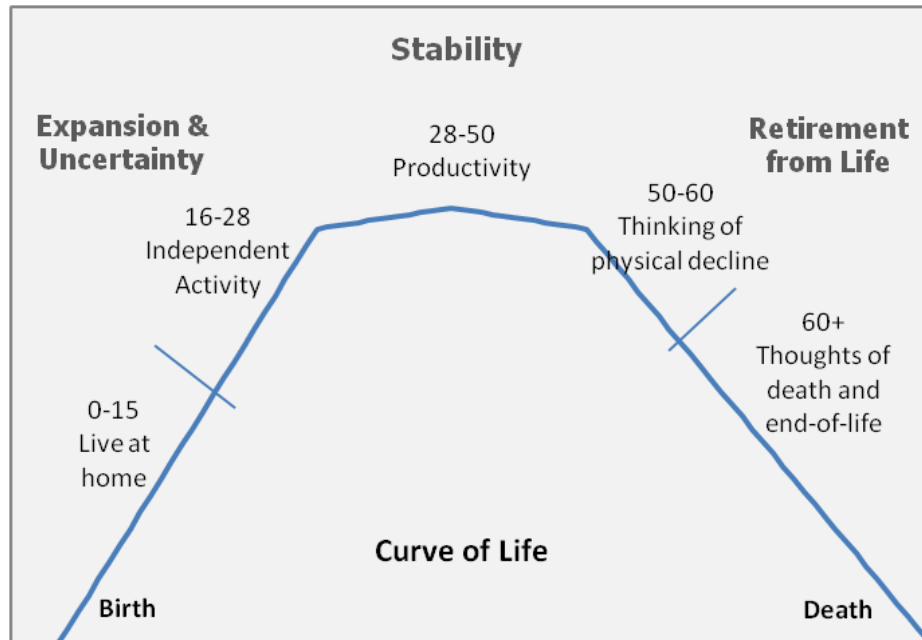 Stability
Expansion &
Uncertainty
28-50
Productivity
Retirement
from Life
16-28
Independent
Activity
50-60
Thinking of
physical decline
0-15
Live at
home
60+
Thoughts of
death and
end-of-life
Curve of Life
Birth
Death